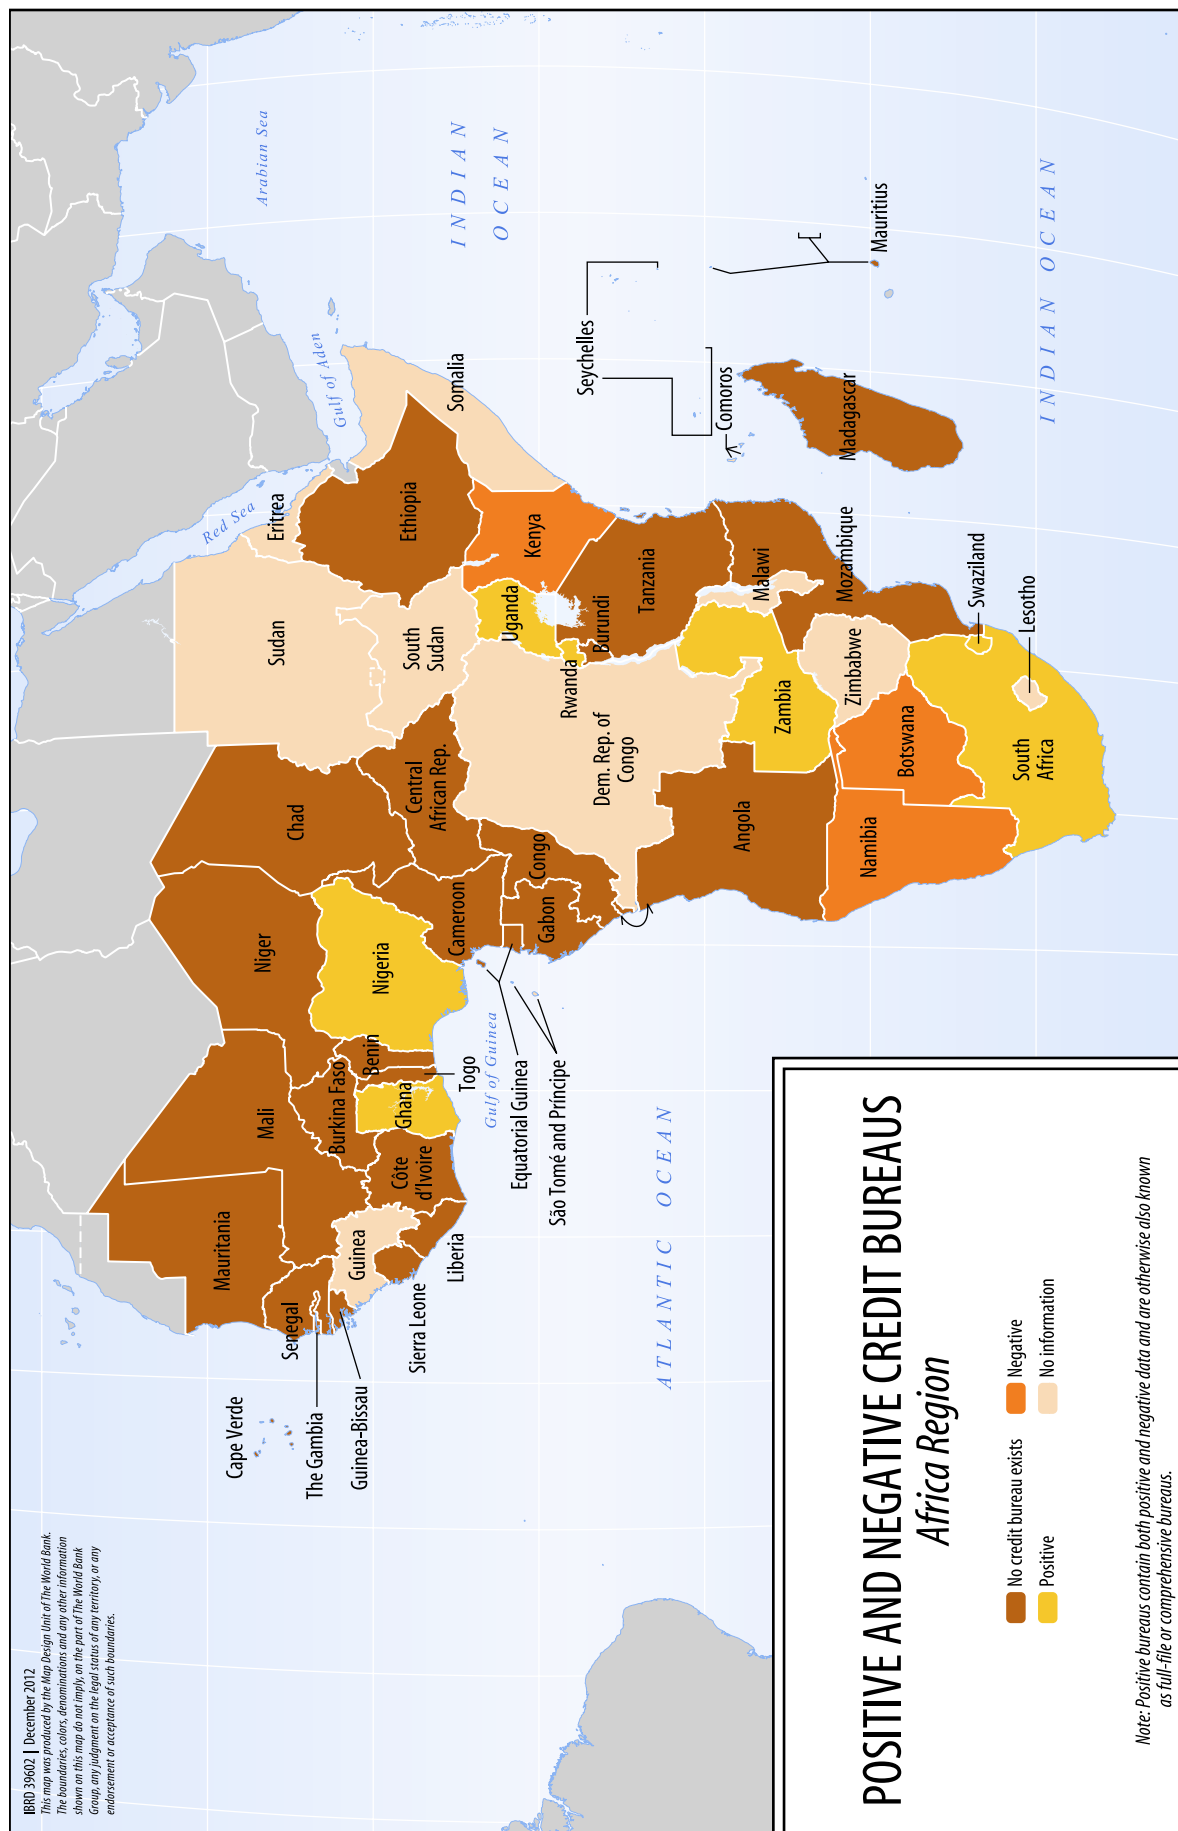 IBRD 39602 | December 2012
This map was produced by the Map Design Unit of The World Bank.
The boundaries, colors, denominations and any other information
shown on this map do not imply, on the part of The World Bank
Group, any judgment on the legal status of any territory, or any
endorsement or acceptance of such boundaries.
Cape Verde
Mauritania
Mali
Niger
Chad
Sudan
Eritrea
Red Sea
Gulf of Aden
Arabian Sea
Senegal
The Gambia
Guinea-Bissau
Guinea
Sierra Leone
Liberia
Côte
d'Ivoire
Burkina Faso
Ghana
Togo
Benin
Nigeria
Cameroon
Central
African Rep.
South
Sudan
Ethiopia
Somalia
INDIAN
OCEAN
Gulf of Guinea
Equatorial Guinea
São Tomé and Príncipe
Gabon
Congo
Dem. Rep. of
Congo
Rwanda
Burundi
Uganda
Kenya
Tanzania
Seychelles
Comoros
ATLANTIC OCEAN
Angola
Zambia
Malawi
Mozambique
Madagascar
Mauritius
Namibia
Botswana
Zimbabwe
South
Africa
Swaziland
Lesotho
INDIAN OCEAN
POSITIVE AND NEGATIVE CREDIT BUREAUS
Africa Region
No credit bureau exists
Negative
Positive
No information
Note: Positive bureaus contain both positive and negative data and are otherwise also known
as full-file or comprehensive bureaus.